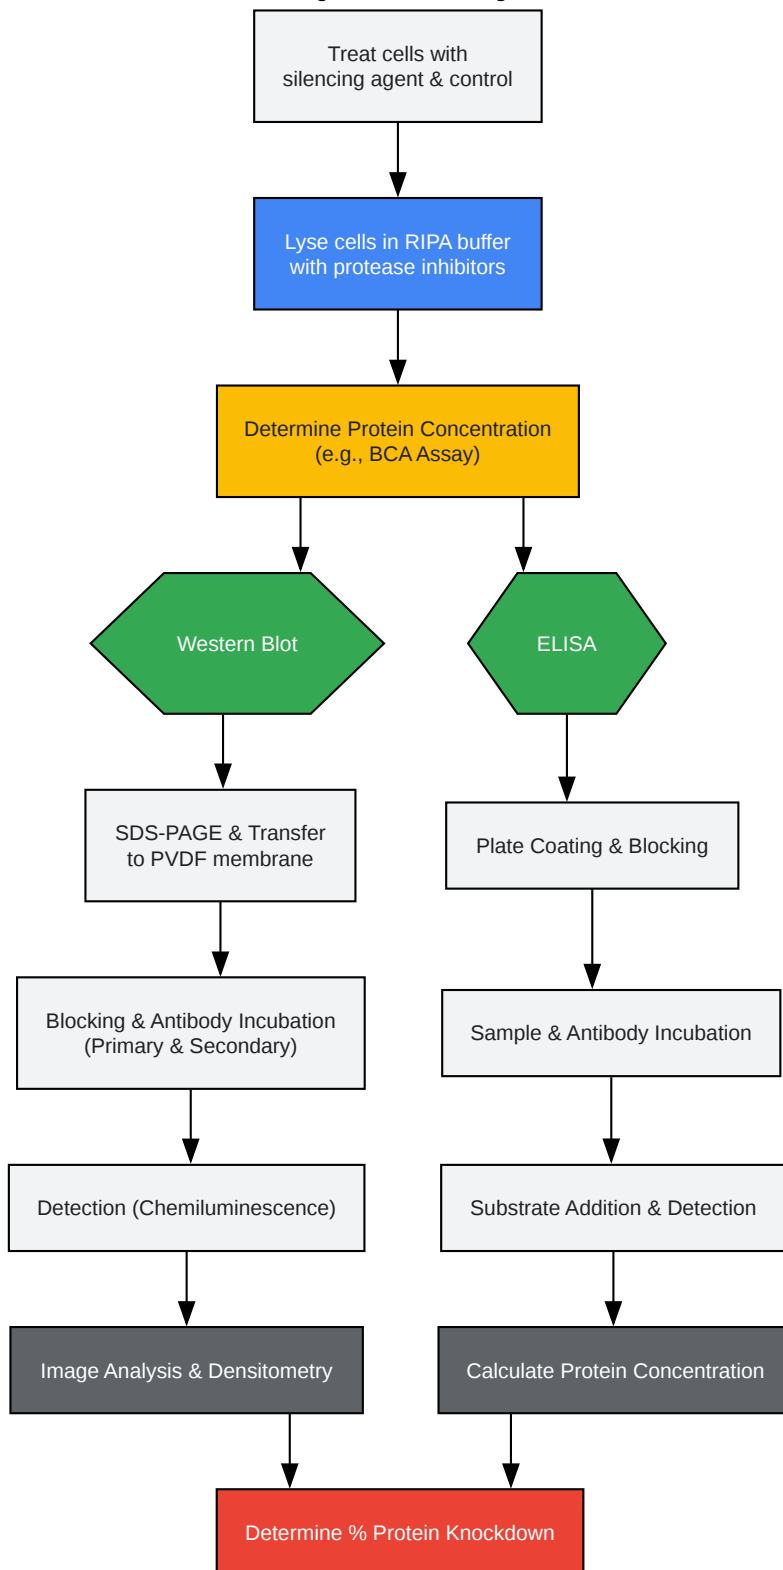 Treat cells with
silencing agent & control
Lyse cells in RIPA buffer
with protease inhibitors
Determine Protein Concentration
(e.g., BCA Assay)
Western Blot
ELISA
SDS-PAGE & Transfer
to PVDF membrane
Plate Coating & Blocking
Blocking & Antibody Incubation
(Primary & Secondary)
Sample & Antibody Incubation
Detection (Chemiluminescence)
Substrate Addition & Detection
Image Analysis & Densitometry
Calculate Protein Concentration
Determine % Protein Knockdown